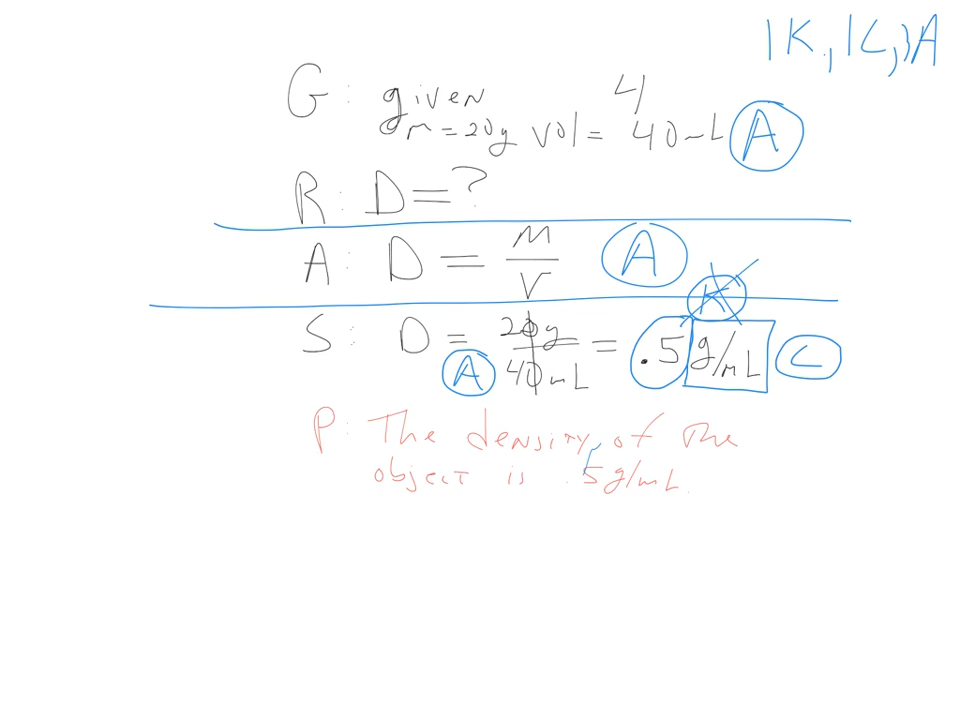 1K, 1C, 3A
G: given 4
m = 20g vol = 40mL A
R: D = ?
A: D = M/V A
K
S: D = 20g/40mL = .5 g/mL C
A
P: The density of the
object is .5g/mL.